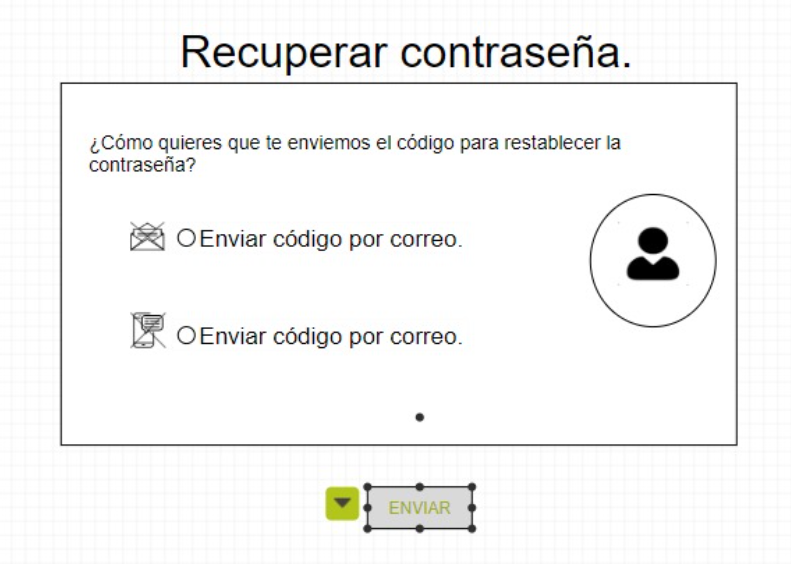 Recuperar contraseña.
¿Cómo quieres que te enviemos el código para restablecer la
contraseña?
Enviar código por correo.
Enviar código por correo.
ENVIAR